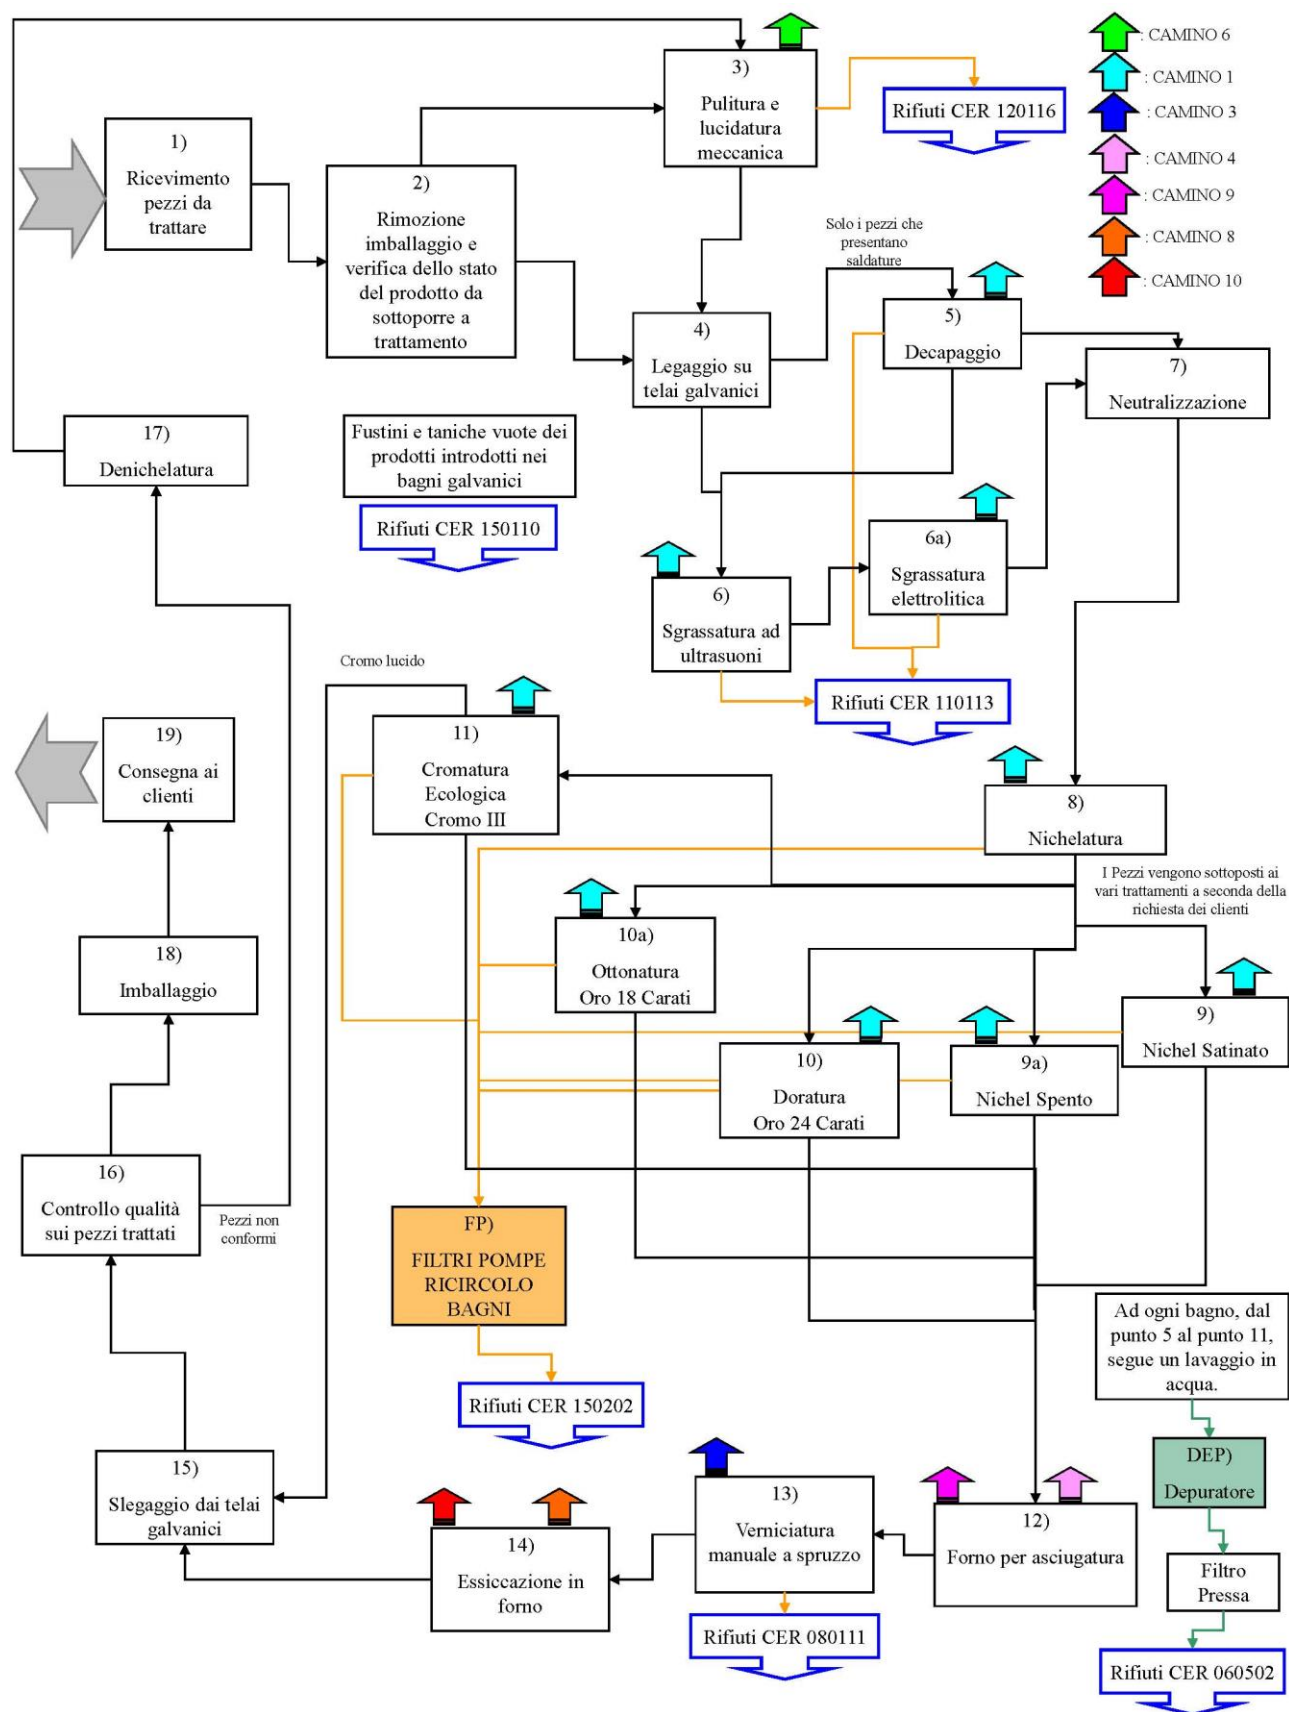 : CAMINO 6
: CAMINO 1
: CAMINO 3
: CAMINO 4
: CAMINO 9
: CAMINO 8
: CAMINO 10
1)
Ricevimento
pezzi da
trattare
2)
Rimozione
imballaggio e
verifica dello stato
del prodotto da
sottoporre a
trattamento
3)
Pulitura e
lucidatura
meccanica
Rifiuti CER 120116
Solo i pezzi che
presentano
saldature
4)
Legaggio su
telai galvanici
5)
Decapaggio
7)
Neutralizzazione
17)
Denichelatura
Fustini e taniche vuote dei
prodotti introdotti nei
bagni galvanici
Rifiuti CER 150110
6a)
Sgrassatura
elettrolitica
6)
Sgrassatura ad
ultrasuoni
Rifiuti CER 110113
Cromo lucido
19)
Consegna ai
clienti
11)
Cromatura
Ecologica
Cromo III
8)
Nichelatura
I Pezzi vengono sottoposti ai
vari trattamenti a seconda della
richiesta dei clienti
10a)
Ottonatura
Oro 18 Carati
18)
Imballaggio
9)
Nichel Satinato
10)
Doratura
Oro 24 Carati
9a)
Nichel Spento
16)
Controllo qualità
sui pezzi trattati
Pezzi non
conformi
FP)
FILTRI POMPE
RICIRCOLO
BAGNI
Ad ogni bagno, dal
punto 5 al punto 11,
segue un lavaggio in
acqua.
Rifiuti CER 150202
DEP)
Depuratore
15)
Slegaggio dai telai
galvanici
14)
Essiccazione in
forno
13)
Verniciatura
manuale a spruzzo
12)
Forno per asciugatura
Filtro
Pressa
Rifiuti CER 080111
Rifiuti CER 060502